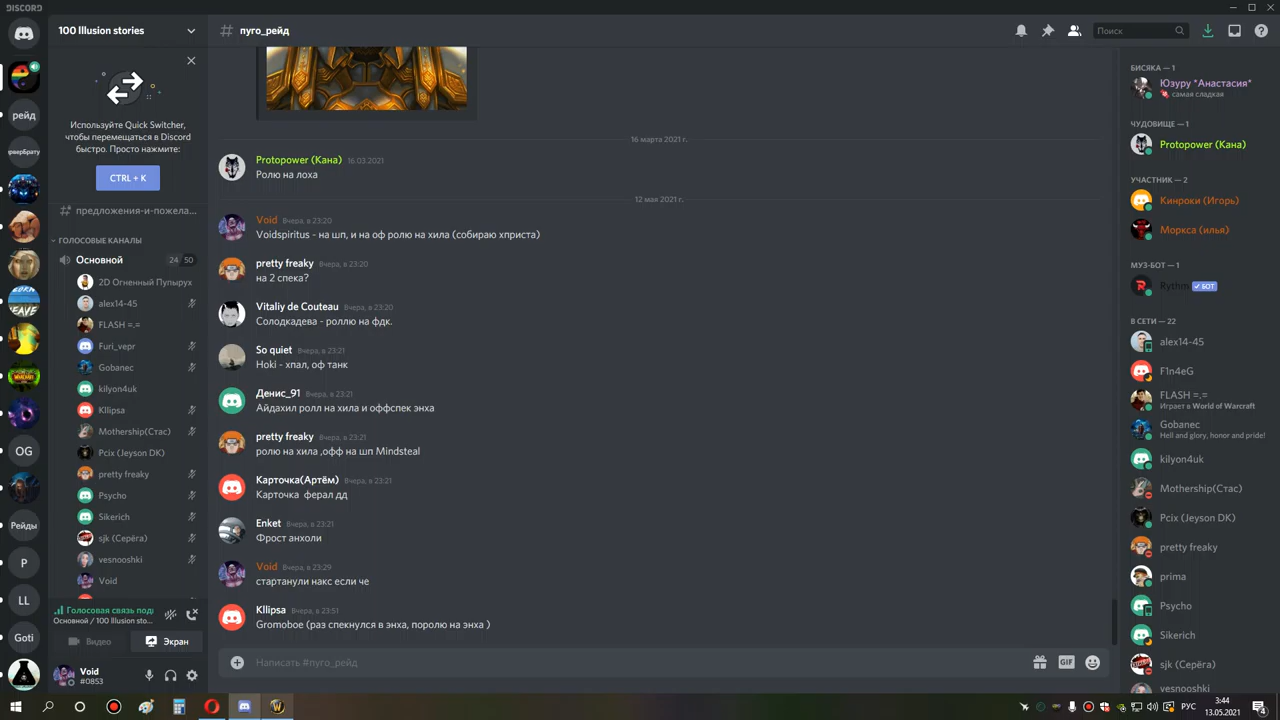 DISCORD
100 Illusion stories
пуго_рейд
Поиск
рейд
OG
Рейды
P
LL
Goti
Используйте Quick Switcher,
чтобы перемещаться в Discord
быстро. Просто нажмите:
CTRL + K
предложения-и-пожела...
ГОЛОСОВЫЕ КАНАЛЫ
Основной 24 50
2D Огненный Пупырух
alex14-45
FLASH =.=
Furi_vepr
Gobanec
kilyon4uk
Kllipsa
Mothership(Стас)
Pcix (Jeyson DK)
pretty freaky
Psycho
Sikerich
sjk (Серёга)
vesnooshki
Void
Голосовая связь под
Основной / 100 Illusion sto...
Видео
Экран
Void
#0853
16 марта 2021 г.
Protopower (Кана) 16.03.2021
Ролю на лоха
12 мая 2021 г.
Void Вчера, в 23:20
Voidspiritus - на шп, и на оф ролю на хила (собираю хприста)
pretty freaky Вчера, в 23:20
на 2 спека?
Vitaliy de Couteau Вчера, в 23:20
Солодкадева - роллю на фдк.
So quiet Вчера, в 23:21
Hoki - хпал, оф танк
Денис_91 Вчера, в 23:21
Айдахил ролл на хила и оффспек энха
pretty freaky Вчера, в 23:21
ролю на хила ,офф на шп Mindsteal
Карточка(Артём) Вчера, в 23:21
Карточка ферал дд
Enket Вчера, в 23:21
Фрост анхоли
Void Вчера, в 23:29
стартанули накс если че
Kllipsa Вчера, в 23:51
Gromoboe (раз спекнулся в энха, поролю на энха )
Написать #пуго_рейд
GIF
БИСЯКА — 1
Юзуру *Анастасия*
самая сладкая
ЧУДОВИЩЕ — 1
Protopower (Кана)
УЧАСТНИК — 2
Кинроки (Игорь)
Моркса (илья)
МУЗ-БОТ — 1
Rythm БОТ
В СЕТИ — 22
alex14-45
F1n4eG
FLASH =.=
Играет в World of Warcraft
Gobanec
Hell and glory, honor and pride!
kilyon4uk
Mothership(Стас)
Pcix (Jeyson DK)
pretty freaky
prima
Psycho
Sikerich
sjk (Серёга)
vesnooshki
РУС
3:44
13.05.2021
4